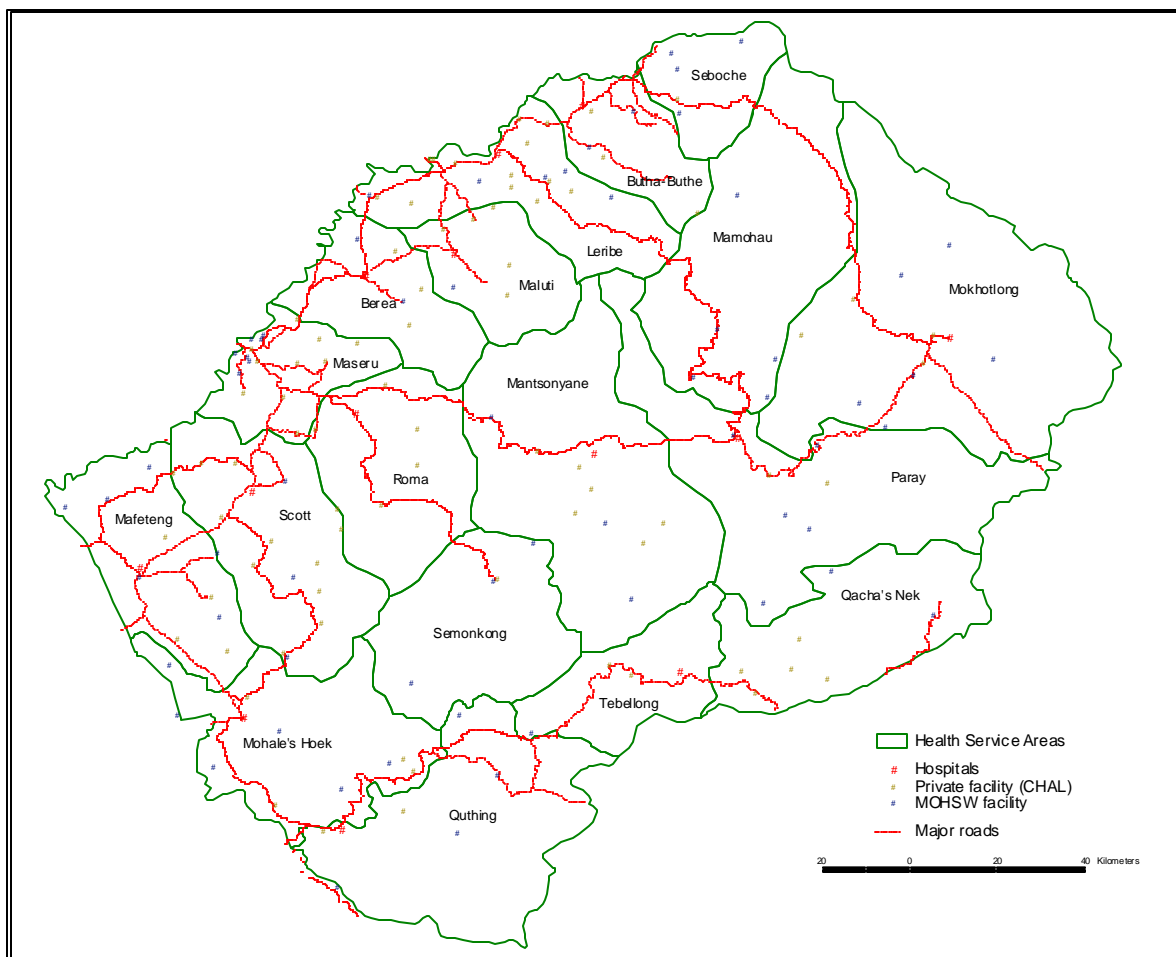 Seboche
Butha-Buthe
Mamohau
Leribe
Mokhotlong
Maluti
Berea
Maseru
Mantsonyane
Roma
Paray
Scott
Mafeteng
Qacha's Nek
Semonkong
Tebellong
Mohale's Hoek
Quthing
Health Service Areas
# Hospitals
# Private facility (CHAL)
# MOHSW facility
Major roads
20 0 20 40 Kilometers